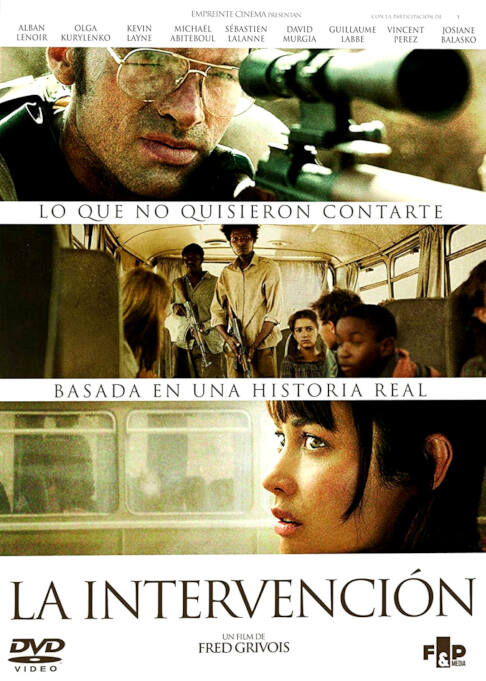 EMPREINTE CINEMA PRESENTAN
CON LA PARTICIPACIÓN DE
ALBAN LENOIR
OLGA KURYLENKO
KEVIN LAYNE
MICHAËL ABITEBOUL
SÉBASTIEN LALANNE
DAVID MURGIA
GUILLAUME LABBE
VINCENT PEREZ
JOSIANE BALASKO
LO QUE NO QUISIERON CONTARTE
BASADA EN UNA HISTORIA REAL
LA INTERVENCIÓN
UN FILM DE
FRED GRIVOIS
DVD
VIDEO
F&P
MEDIA